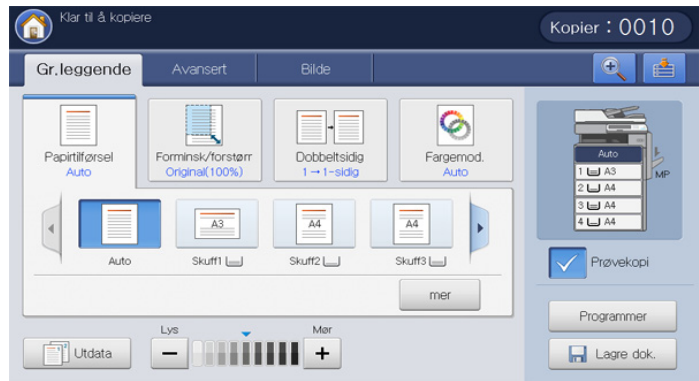 Klar til å kopiere
Kopier : 0010
Gr.leggende
Avansert
Bilde
Papirtilførsel
Auto
Forminsk/forstørr
Original(100%)
Dobbeltsidig
1→1-sidig
Fargemod.
Auto
Auto
A3
Skuff1
A4
Skuff2
A4
Skuff3
mer
Auto
1 A3
2 A4
3 A4
4 A4
MP
Prøvekopi
Utdata
Lys
Mør
Programmer
Lagre dok.